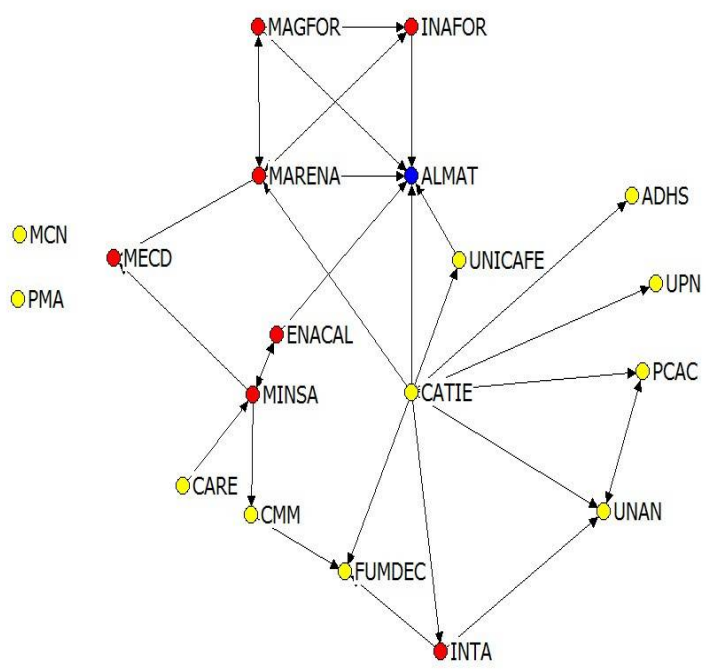 MAGFOR
INAFOR
MARENA
ALMAT
ADHS
MCN
MECD
UNICAFE
UPN
PMA
ENACAL
PCAC
MINSA
CATIE
CARE
CMM
UNAN
FUMDEC
INTA